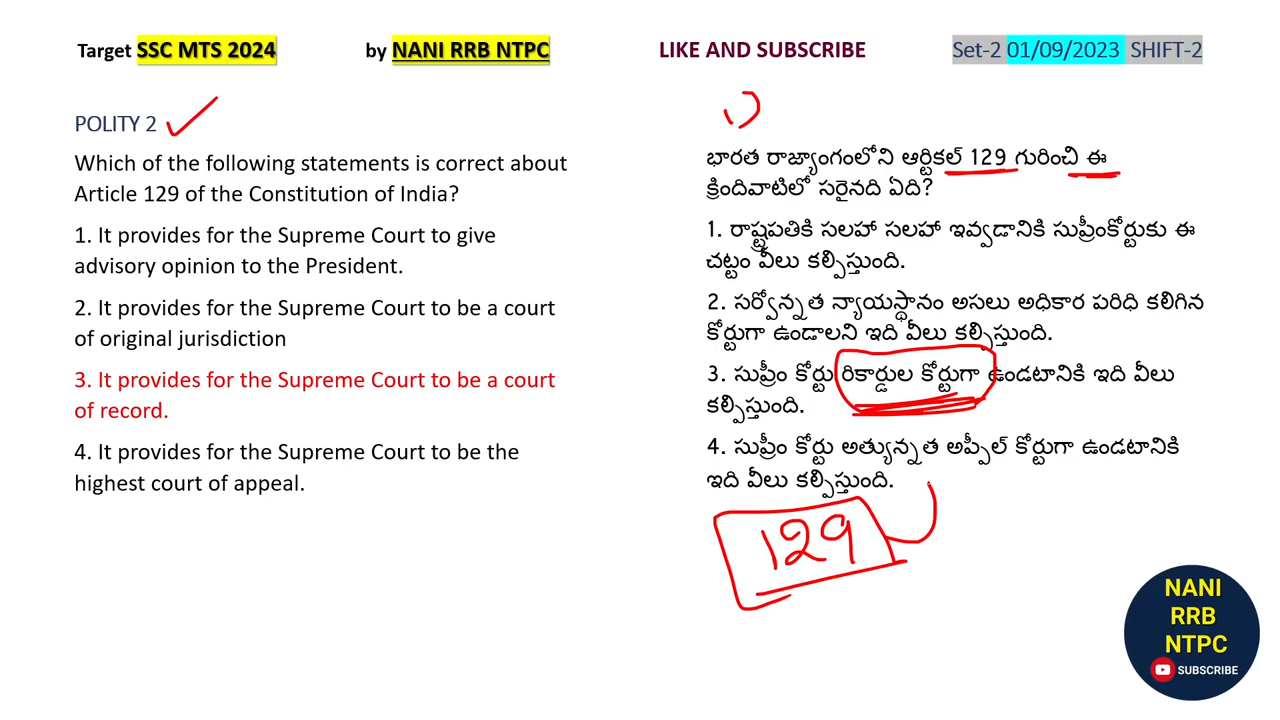 Target SSC MTS 2024 by NANI RRB NTPC LIKE AND SUBSCRIBE Set-2 01/09/2023 SHIFT-2
POLITY 2
Which of the following statements is correct about
Article 129 of the Constitution of India?
1. It provides for the Supreme Court to give
advisory opinion to the President.
2. It provides for the Supreme Court to be a court
of original jurisdiction
3. It provides for the Supreme Court to be a court
of record.
4. It provides for the Supreme Court to be the
highest court of appeal.
భారత రాజ్యాంగంలోని ఆర్టికల్ 129 గురించి ఈ
క్రిందివాటిలో సరైనది ఏది?
1. రాష్ట్రపతికి సలహా సలహా ఇవ్వడానికి సుప్రీంకోర్టుకు ఈ
చట్టం వీలు కల్పిస్తుంది.
2. సర్వోన్నత న్యాయస్థానం అసలు అధికార పరిధి కలిగిన
కోర్టుగా ఉండాలని ఇది వీలు కల్పిస్తుంది.
3. సుప్రీం కోర్టు రికార్డుల కోర్టుగా ఉండటానికి ఇది వీలు
కల్పిస్తుంది.
4. సుప్రీం కోర్టు అత్యున్నత అప్పీల్ కోర్టుగా ఉండటానికి
ఇది వీలు కల్పిస్తుంది.
129
NANI
RRB
NTPC
SUBSCRIBE